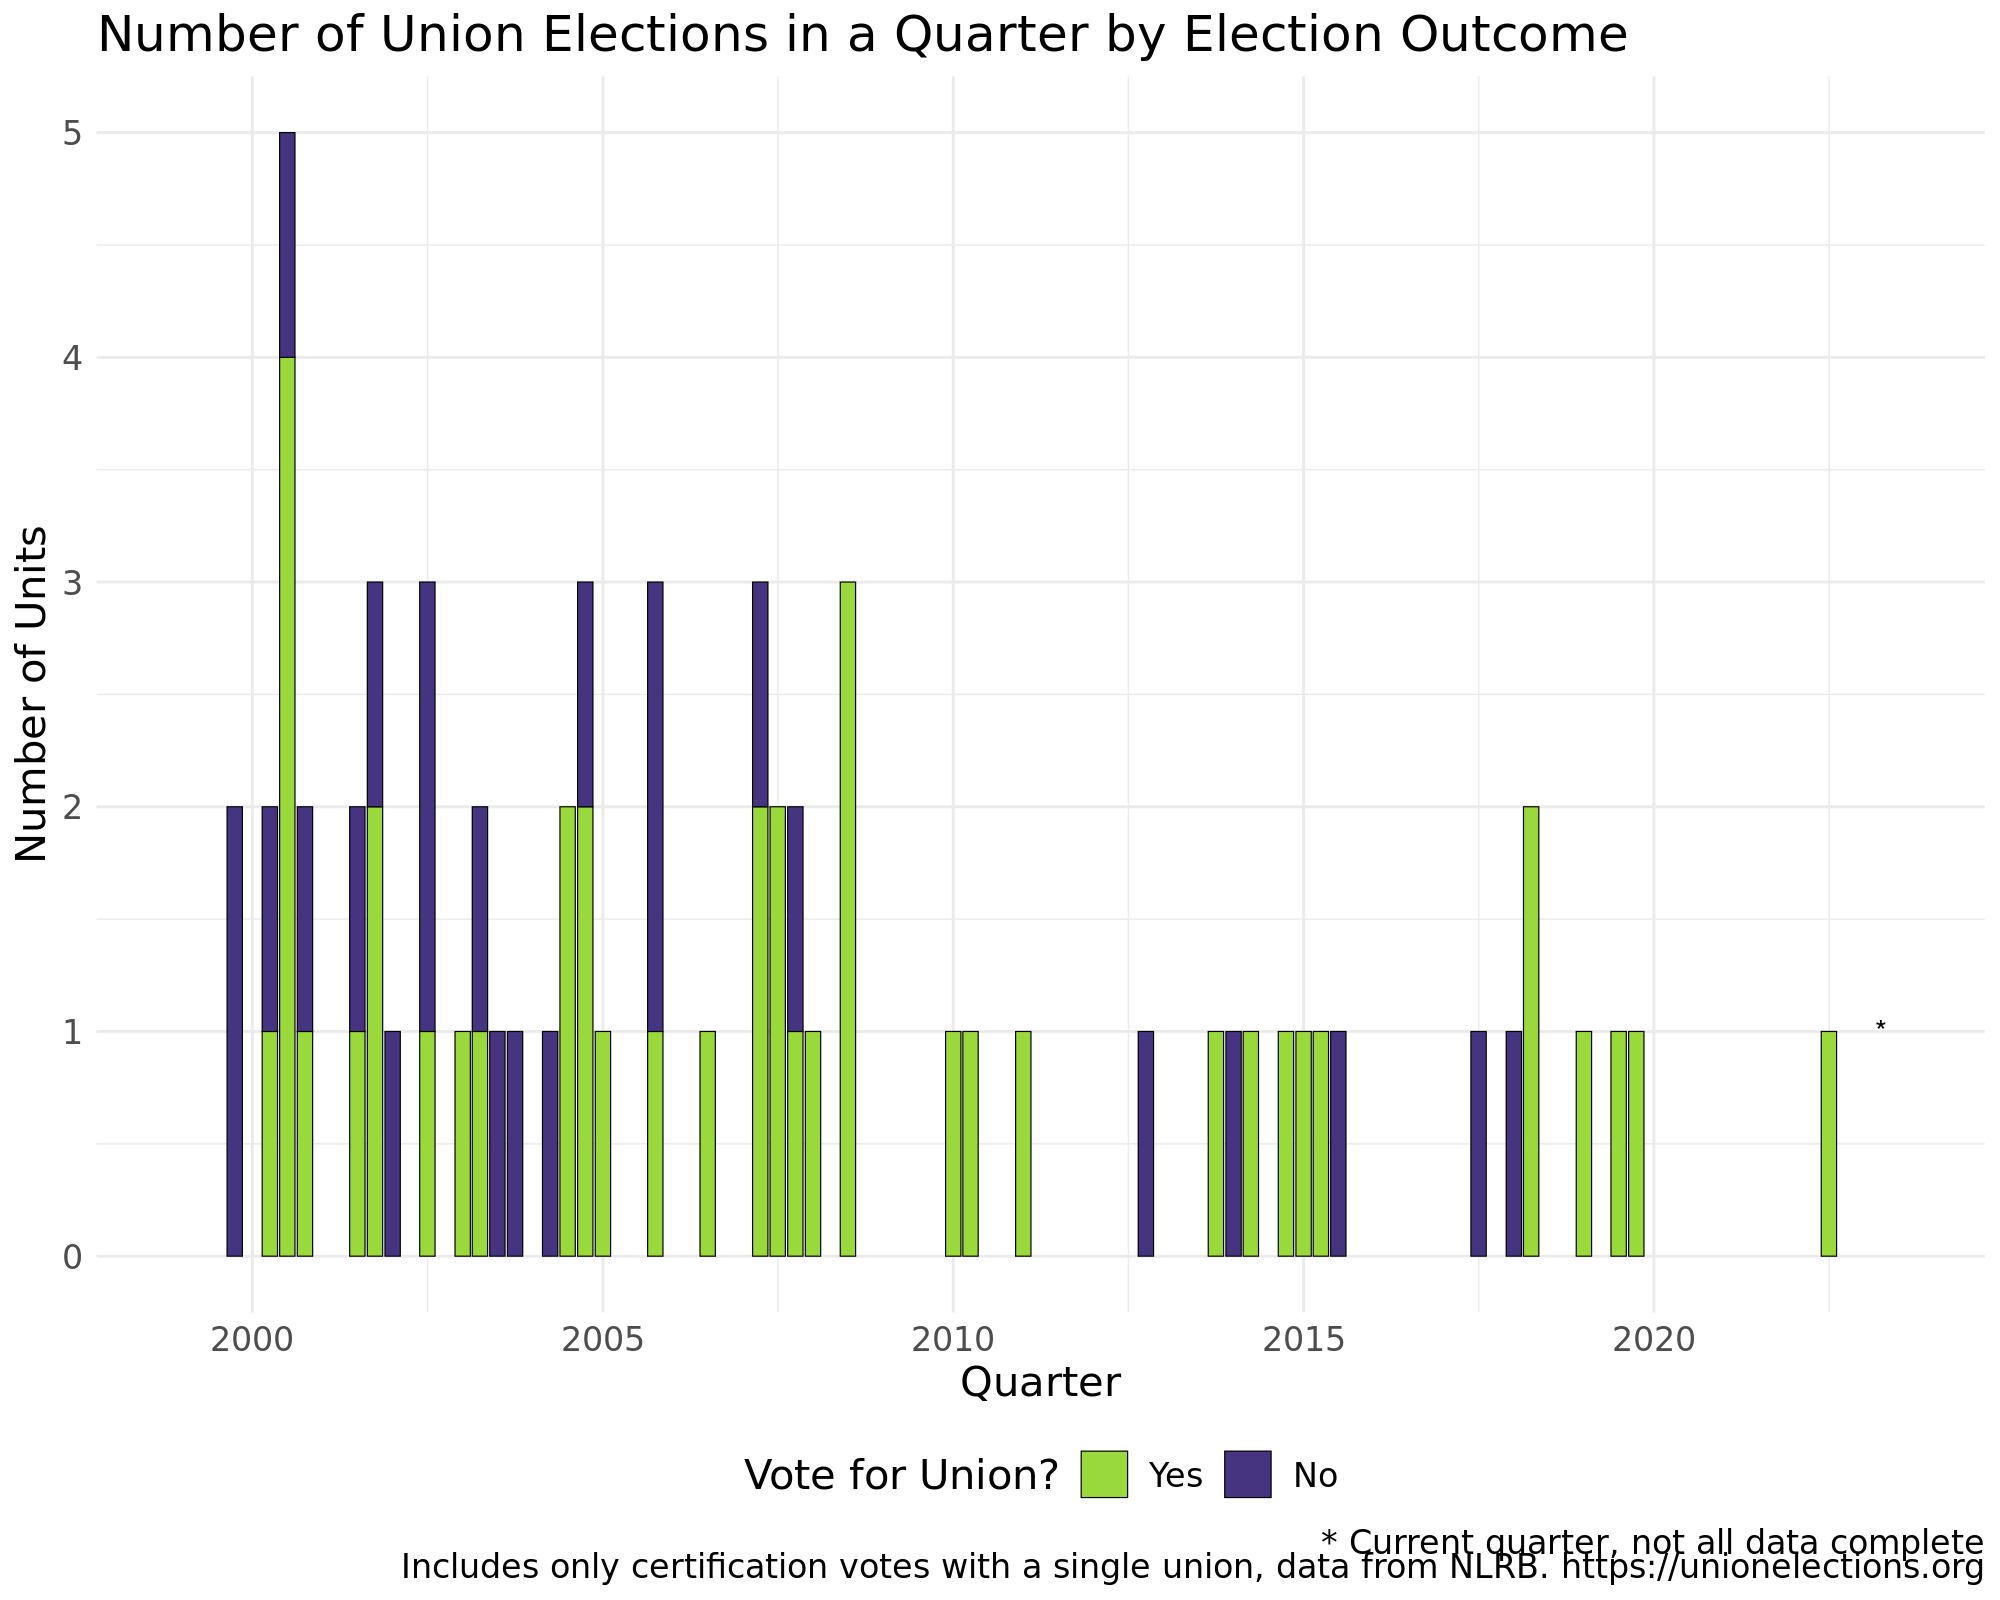 Number of Union Elections in a Quarter by Election Outcome
Number of Units
5
4
3
2
1
0
*
2000 2005 2010 2015 2020
Quarter
Vote for Union? Yes No
* Current quarter, not all data complete
Includes only certification votes with a single union, data from NLRB. https://unionelections.org